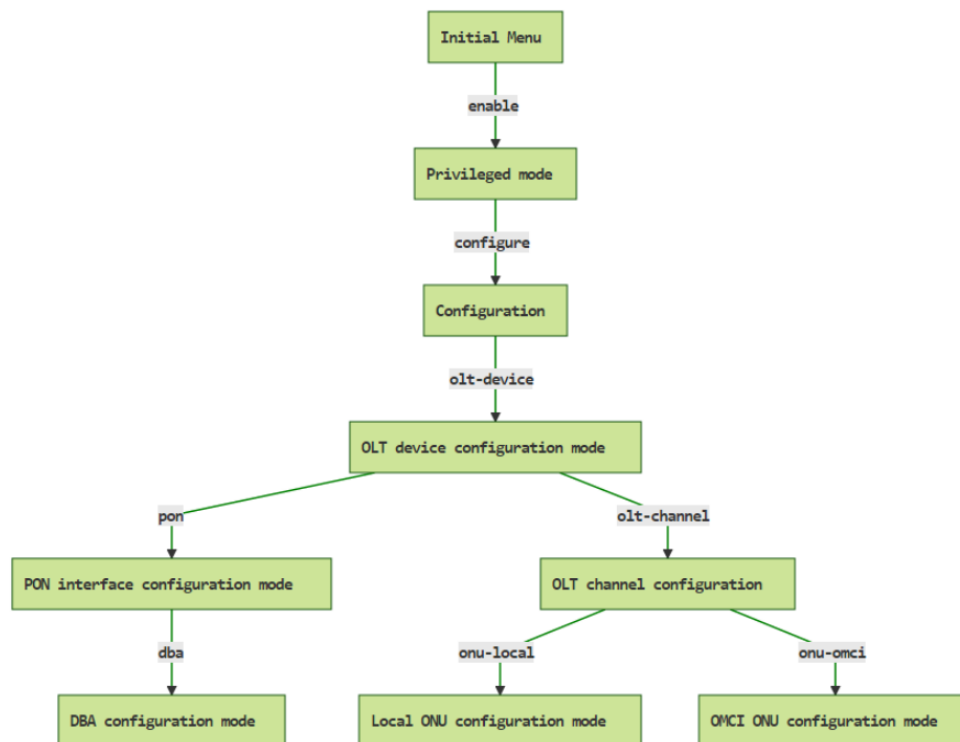 Initial Menu
enable
Privileged mode
configure
Configuration
olt-device
OLT device configuration mode
pon
olt-channel
PON interface configuration mode
OLT channel configuration
dba
onu-local
onu-omci
DBA configuration mode
Local ONU configuration mode
OMCI ONU configuration mode